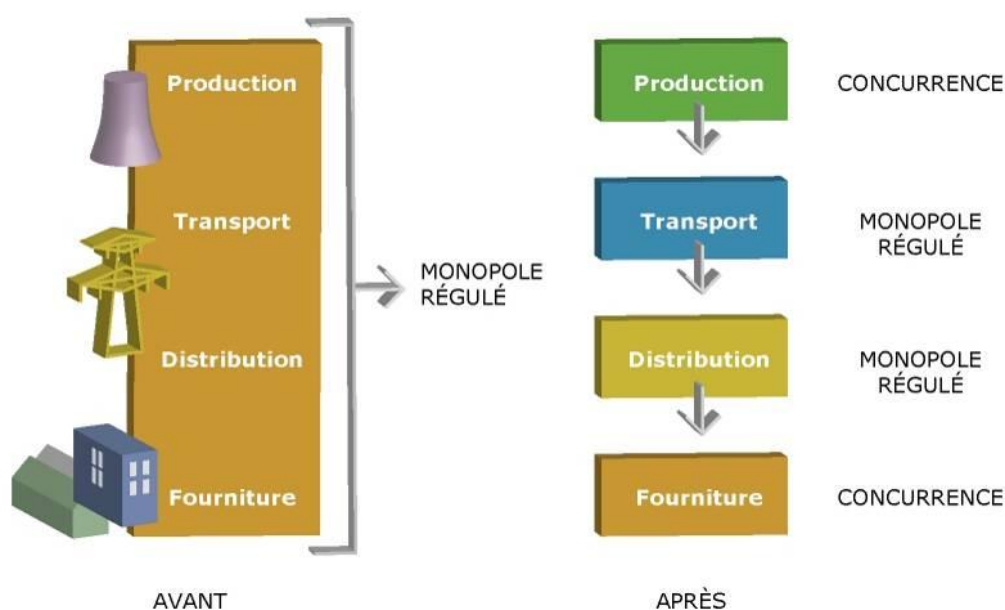 Production
Transport
Distribution
Fourniture
MONOPOLE
RÉGULÉ
AVANT
Production
CONCURRENCE
Transport
MONOPOLE
RÉGULÉ
Distribution
MONOPOLE
RÉGULÉ
Fourniture
CONCURRENCE
APRÈS